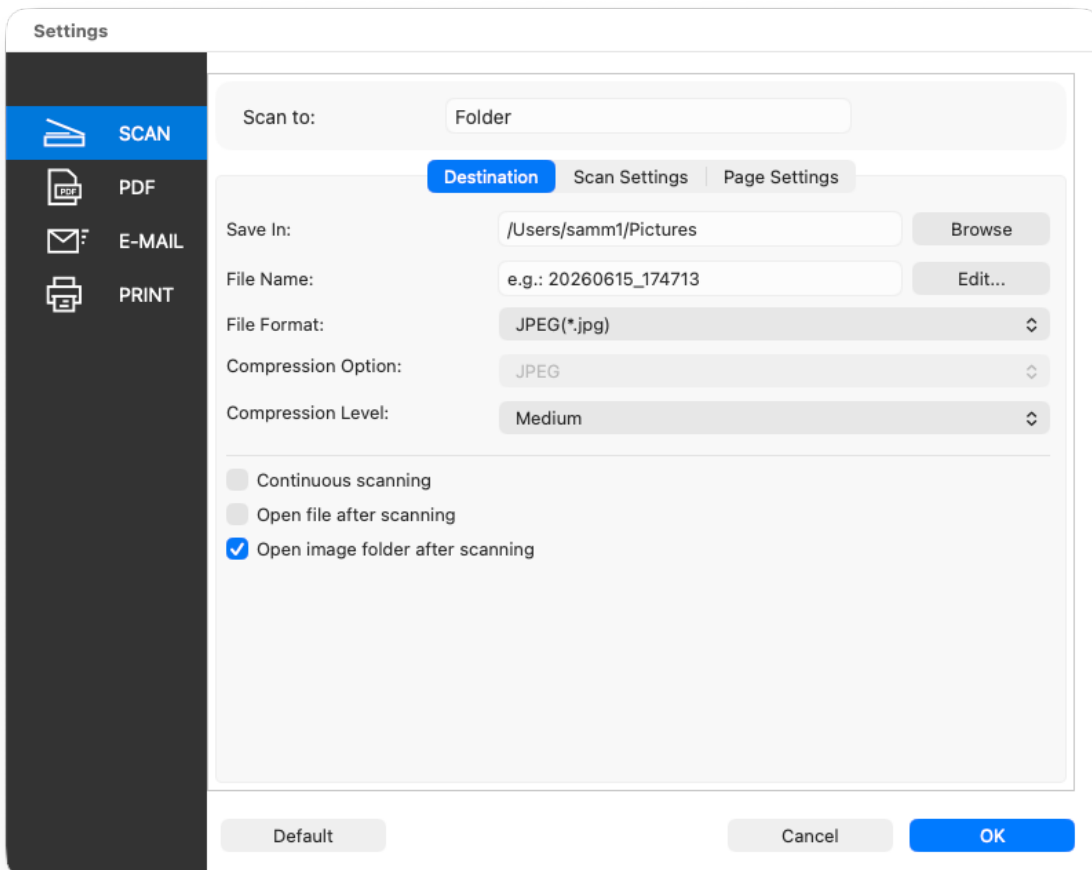 Settings
SCAN
PDF
PDF
E-MAIL
PRINT
Scan to: Folder
Destination Scan Settings Page Settings
Save In: /Users/samm1/Pictures Browse
File Name: e.g.: 20260615_174713 Edit...
File Format: JPEG(*.jpg)
Compression Option: JPEG
Compression Level: Medium
Continuous scanning
Open file after scanning
Open image folder after scanning
Default Cancel OK